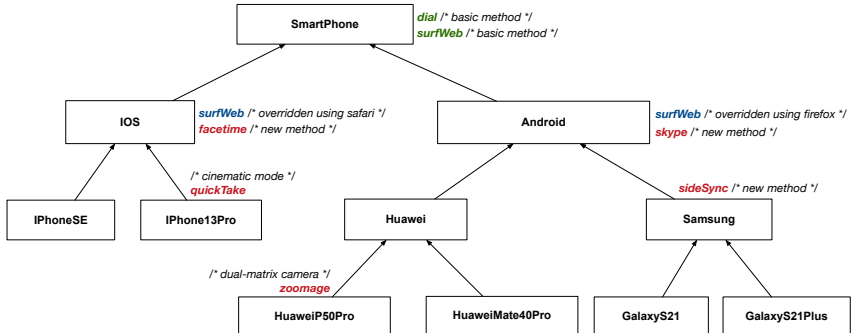 SmartPhone
dial /* basic method */
surfWeb /* basic method */
IOS
surfWeb /* overridden using safari */
facetime /* new method */
Android
surfWeb /* overridden using firefox */
skype /* new method */
/* cinematic mode */
quickTake
sideSync /* new method */
IPhoneSE
IPhone13Pro
Huawei
Samsung
/* dual-matrix camera */
zoomage
HuaweiP50Pro
HuaweiMate40Pro
GalaxyS21
GalaxyS21Plus